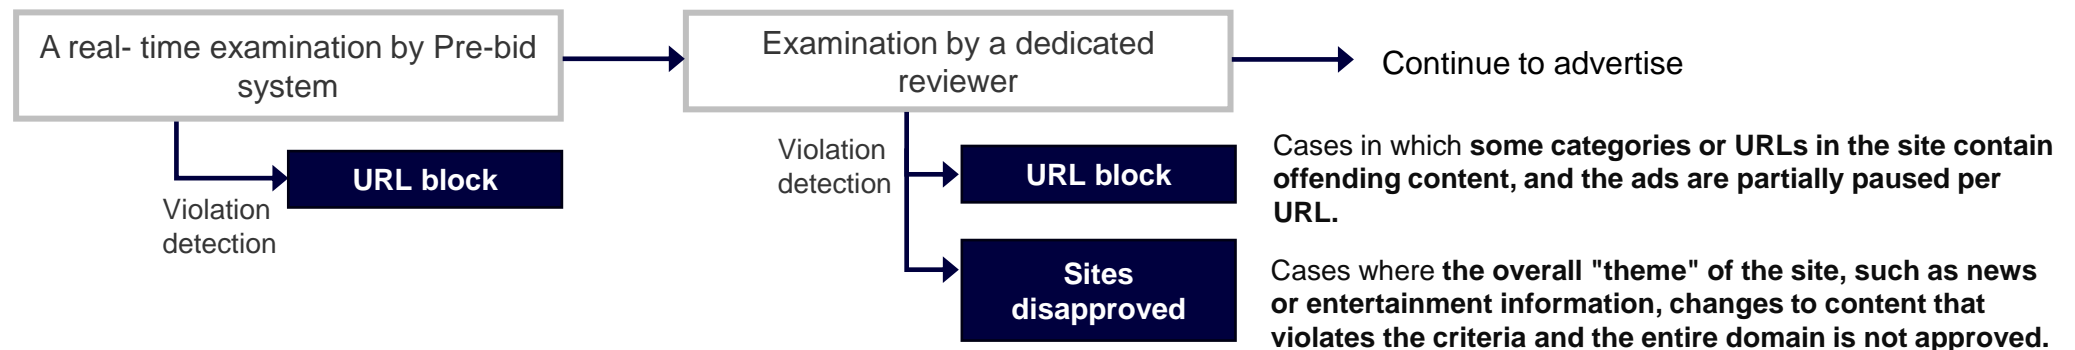 A real- time examination by Pre-bid
system
Violation
detection
URL block
Examination by a dedicated
reviewer
Violation
detection
URL block
Sites
disapproved
Continue to advertise
Cases in which some categories or URLs in the site contain
offending content, and the ads are partially paused per
URL.
Cases where the overall "theme" of the site, such as news
or entertainment information, changes to content that
violates the criteria and the entire domain is not approved.